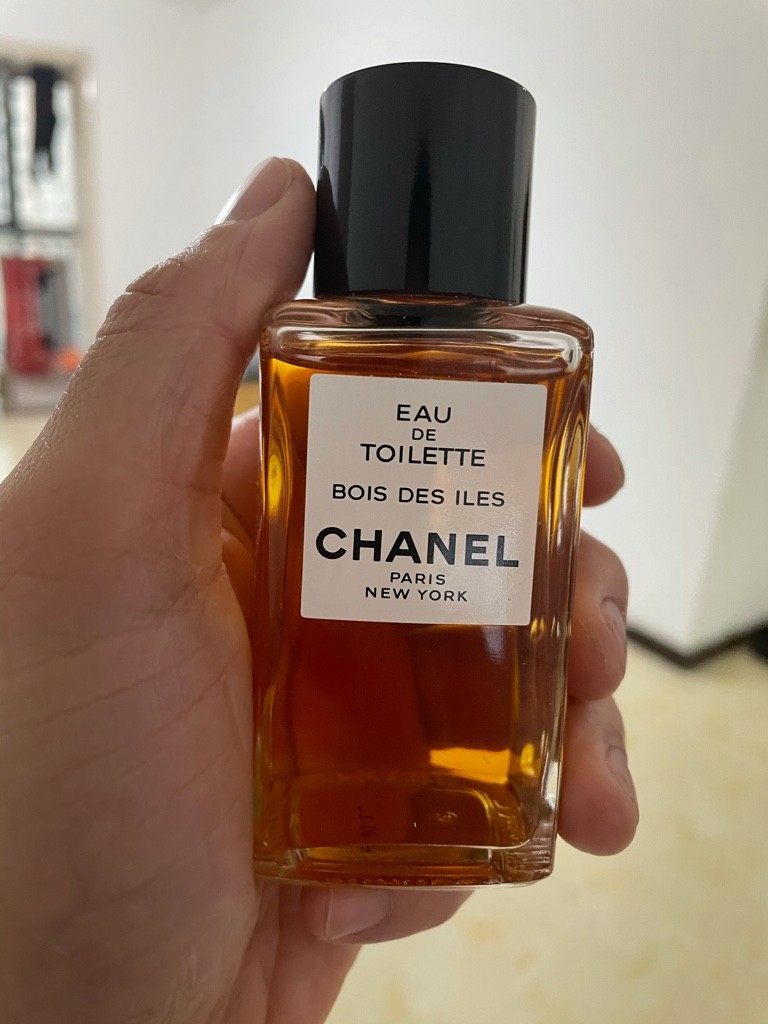 EAU
DE
TOILETTE
BOIS DES ILES
CHANEL
PARIS
NEW YORK